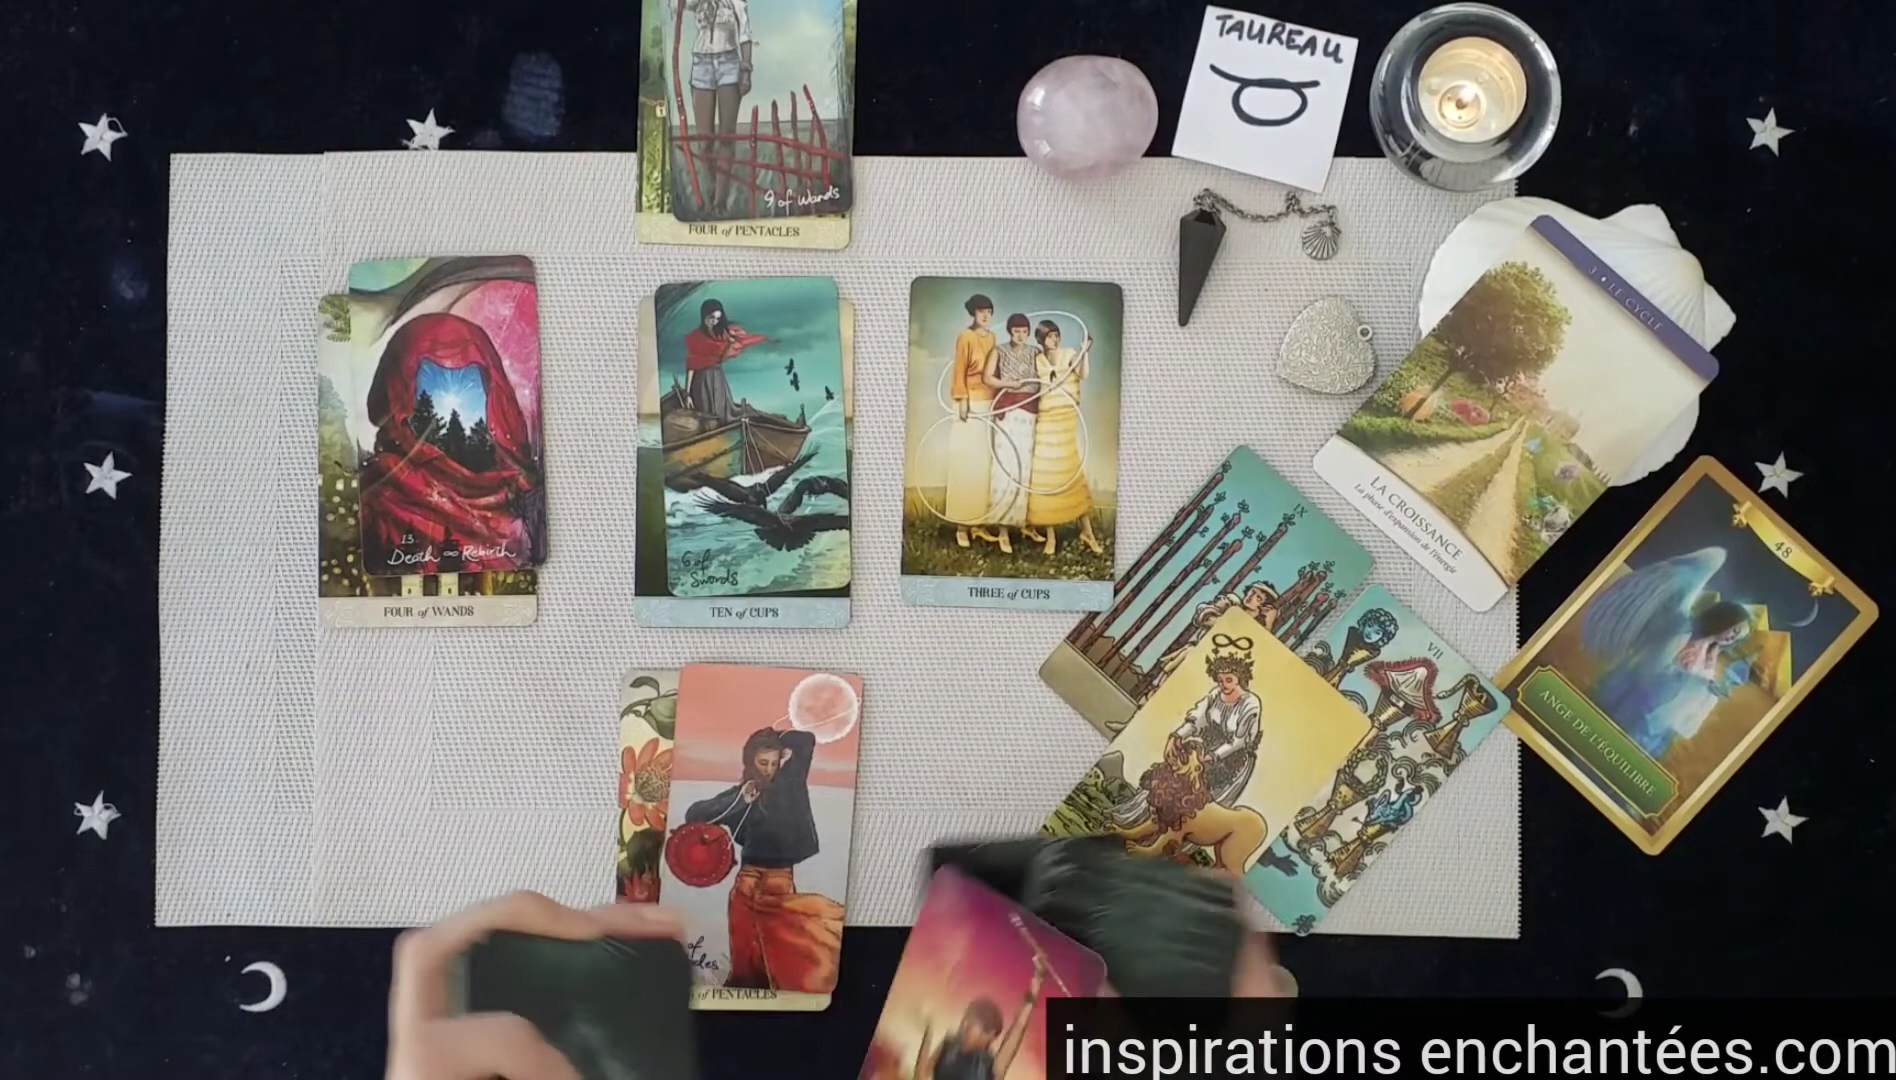 TAUREAU
9 of Wands
FOUR of PENTACLES
3 • LE CYCLE
LA CROISSANCE
La phase d'expansion de l'énergie
13.
Death ∞ Rebirth
FOUR of WANDS
6 of
Swords
TEN of CUPS
THREE of CUPS
IX
VII
48
ANGE DE L'ÉQUILIBRE
of
of PENTACLES
inspirations enchantées.com